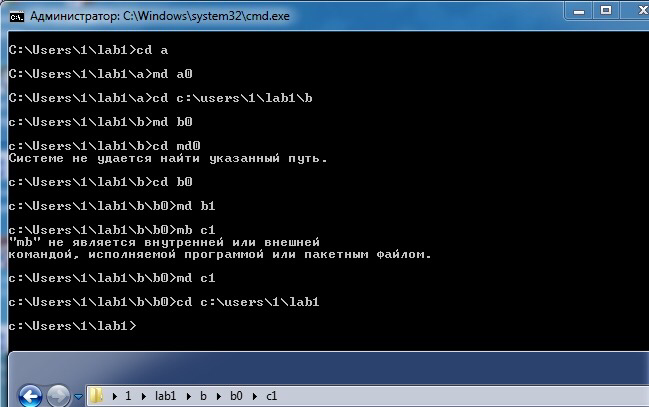 Администратор: C:\Windows\system32\cmd.exe
C:\Users\1\lab1>cd a
C:\Users\1\lab1\a>md a0
C:\Users\1\lab1\a>cd c:\users\1\lab1\b
c:\Users\1\lab1\b>md b0
c:\Users\1\lab1\b>cd md0
Системе не удается найти указанный путь.
c:\Users\1\lab1\b>cd b0
c:\Users\1\lab1\b\b0>md b1
c:\Users\1\lab1\b\b0>mb c1
"mb" не является внутренней или внешней
командой, исполняемой программой или пакетным файлом.
c:\Users\1\lab1\b\b0>md c1
c:\Users\1\lab1\b\b0>cd c:\users\1\lab1
c:\Users\1\lab1>
1 lab1 b b0 c1